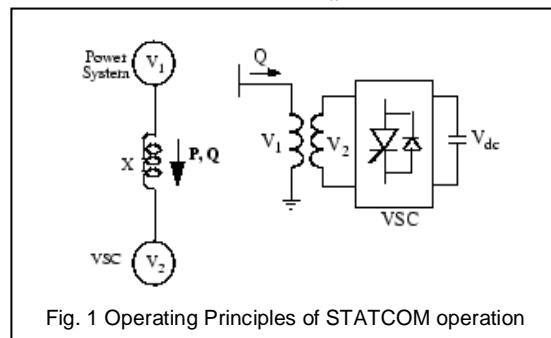 Power
System
V1
X
P, Q
VSC
V2
Q
V1
V2
Vdc
VSC
Fig. 1 Operating Principles of STATCOM operation